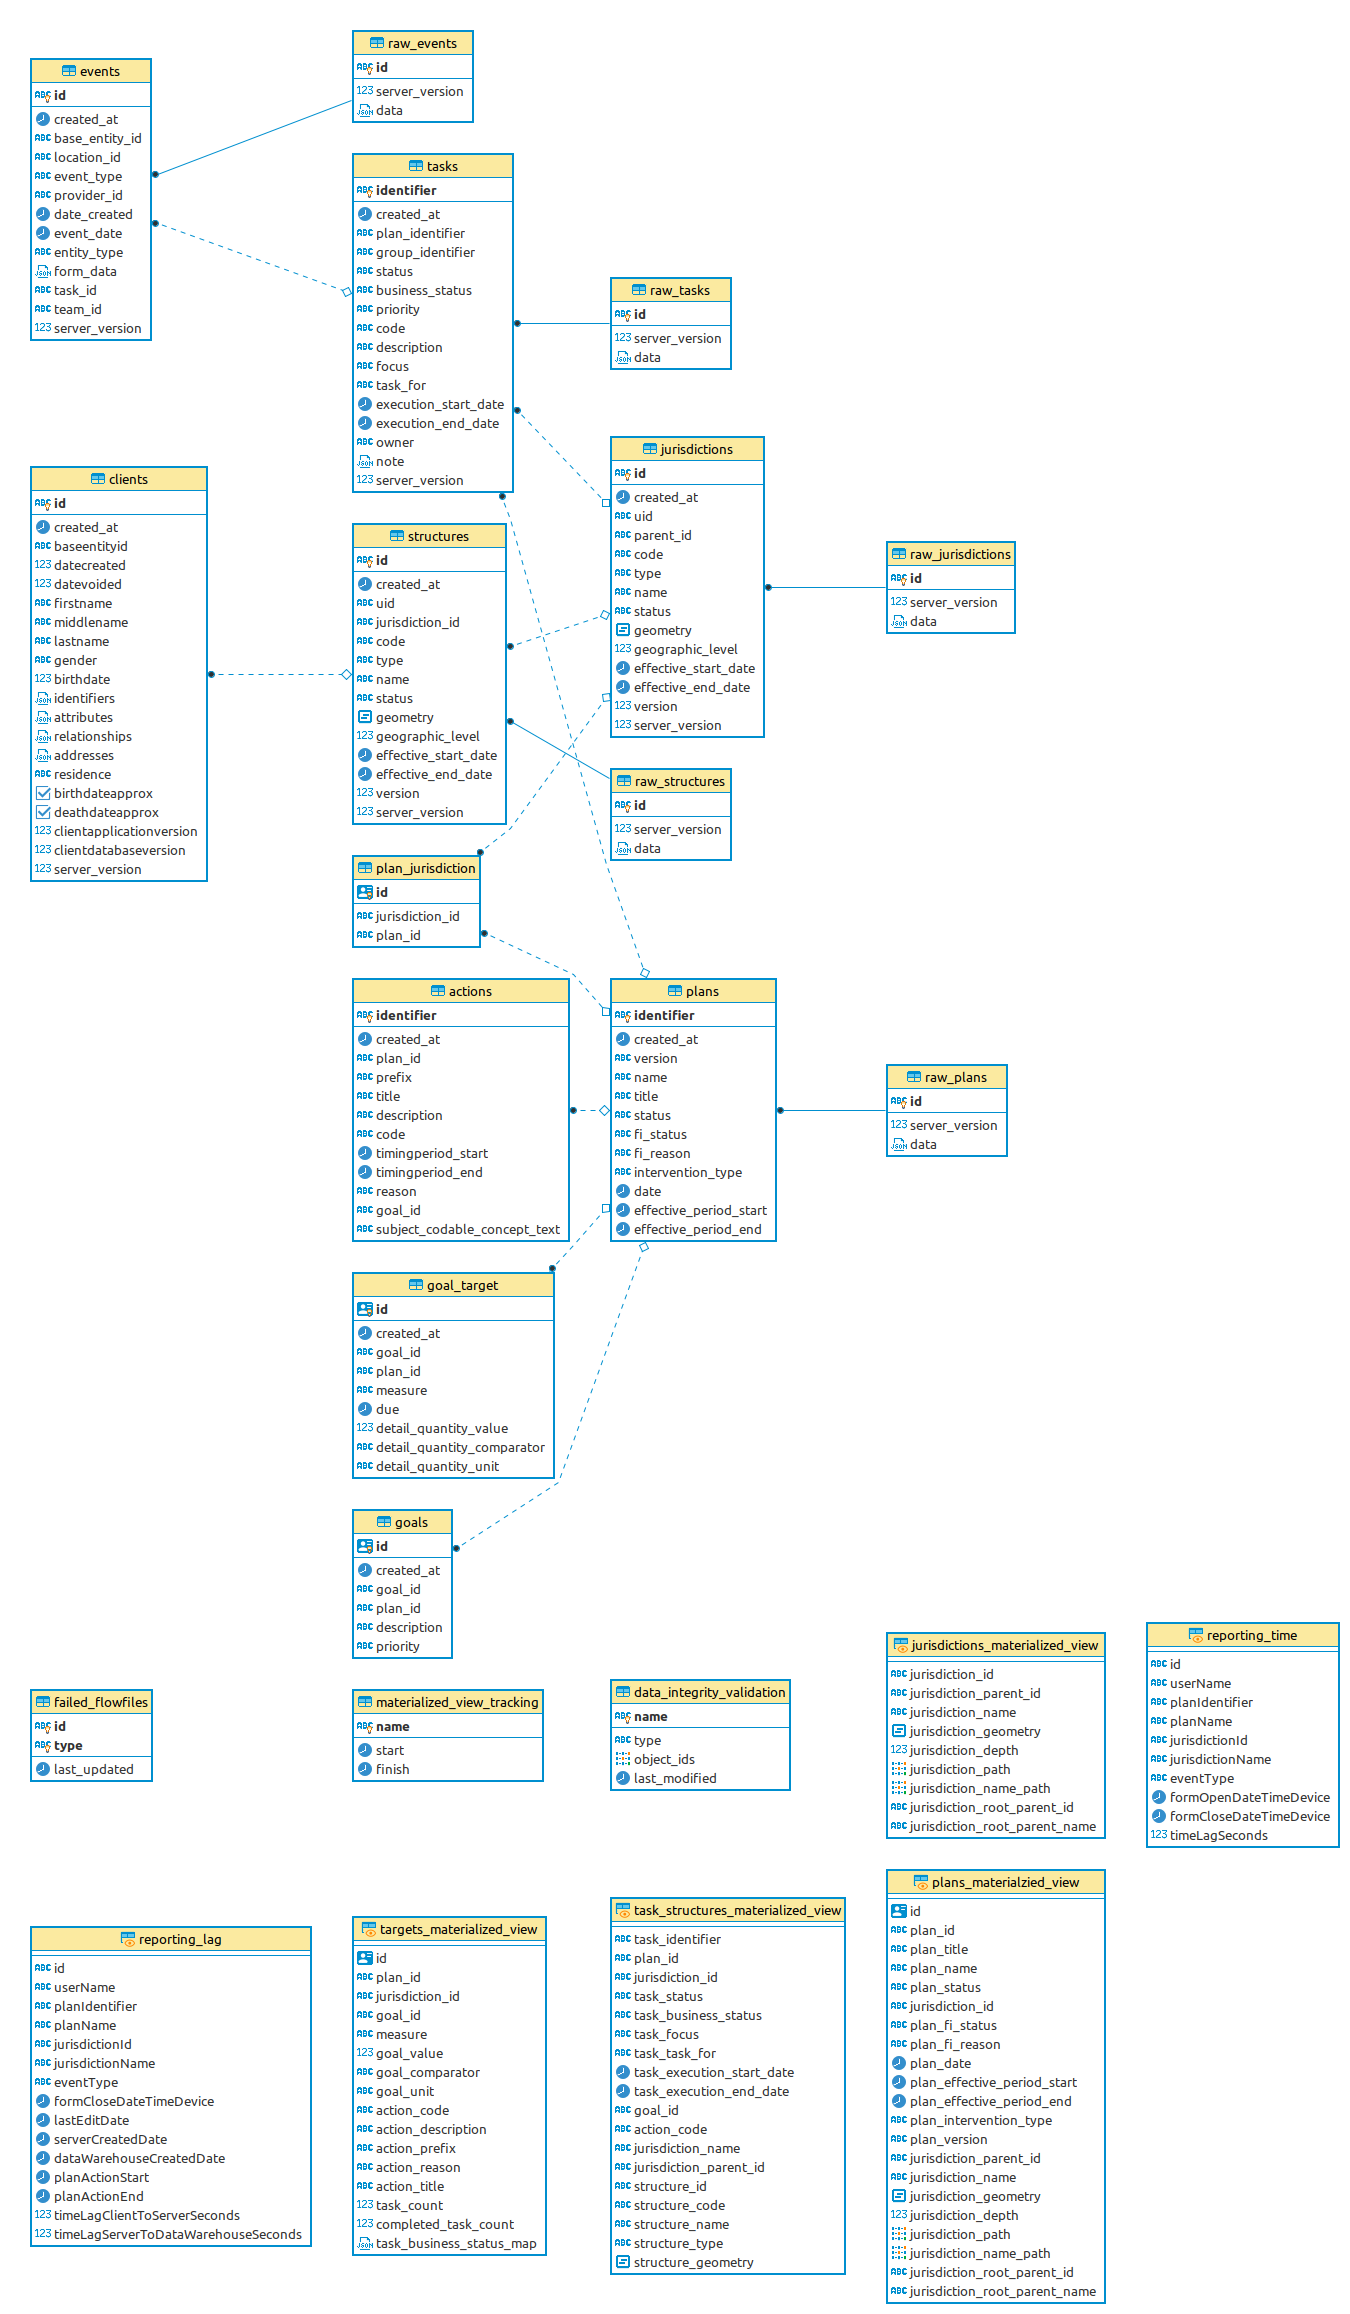 raw_events
id
server_version
data
events
id
created_at
base_entity_id
location_id
event_type
provider_id
date_created
event_date
entity_type
form_data
task_id
team_id
server_version
tasks
identifier
created_at
plan_identifier
group_identifier
status
business_status
priority
code
description
focus
task_for
execution_start_date
execution_end_date
owner
note
server_version
raw_tasks
id
server_version
data
jurisdictions
id
created_at
uid
parent_id
code
type
name
status
geometry
geographic_level
effective_start_date
effective_end_date
version
server_version
clients
id
created_at
baseentityid
datecreated
datevoided
firstname
middlename
lastname
gender
birthdate
identifiers
attributes
relationships
addresses
residence
birthdateapprox
deathdateapprox
clientapplicationversion
clientdatabaseversion
server_version
structures
id
created_at
uid
jurisdiction_id
code
type
name
status
geometry
geographic_level
effective_start_date
effective_end_date
version
server_version
raw_jurisdictions
id
server_version
data
raw_structures
id
server_version
data
plan_jurisdiction
id
jurisdiction_id
plan_id
actions
identifier
created_at
plan_id
prefix
title
description
code
timingperiod_start
timingperiod_end
reason
goal_id
subject_codable_concept_text
plans
identifier
created_at
version
name
title
status
fi_status
fi_reason
intervention_type
date
effective_period_start
effective_period_end
raw_plans
id
server_version
data
goal_target
id
created_at
goal_id
plan_id
measure
due
detail_quantity_value
detail_quantity_comparator
detail_quantity_unit
goals
id
created_at
goal_id
plan_id
description
priority
failed_flowfiles
id
type
last_updated
materialized_view_tracking
name
start
finish
data_integrity_validation
name
type
object_ids
last_modified
jurisdictions_materialized_view
jurisdiction_id
jurisdiction_parent_id
jurisdiction_name
jurisdiction_geometry
jurisdiction_depth
jurisdiction_path
jurisdiction_name_path
jurisdiction_root_parent_id
jurisdiction_root_parent_name
reporting_time
id
userName
planIdentifier
planName
jurisdictionId
jurisdictionName
eventType
formOpenDateTimeDevice
formCloseDateTimeDevice
timeLagSeconds
reporting_lag
id
userName
planIdentifier
planName
jurisdictionId
jurisdictionName
eventType
formCloseDateTimeDevice
lastEditDate
serverCreatedDate
dataWarehouseCreatedDate
planActionStart
planActionEnd
timeLagClientToServerSeconds
timeLagServerToDataWarehouseSeconds
targets_materialized_view
id
plan_id
jurisdiction_id
goal_id
measure
goal_value
goal_comparator
goal_unit
action_code
action_description
action_prefix
action_reason
action_title
task_count
completed_task_count
task_business_status_map
task_structures_materialized_view
task_identifier
plan_id
jurisdiction_id
task_status
task_business_status
task_focus
task_task_for
task_execution_start_date
task_execution_end_date
goal_id
action_code
jurisdiction_name
jurisdiction_parent_id
structure_id
structure_code
structure_name
structure_type
structure_geometry
plans_materialzied_view
id
plan_id
plan_title
plan_name
plan_status
jurisdiction_id
plan_fi_status
plan_fi_reason
plan_date
plan_effective_period_start
plan_effective_period_end
plan_intervention_type
plan_version
jurisdiction_parent_id
jurisdiction_name
jurisdiction_geometry
jurisdiction_depth
jurisdiction_path
jurisdiction_name_path
jurisdiction_root_parent_id
jurisdiction_root_parent_name